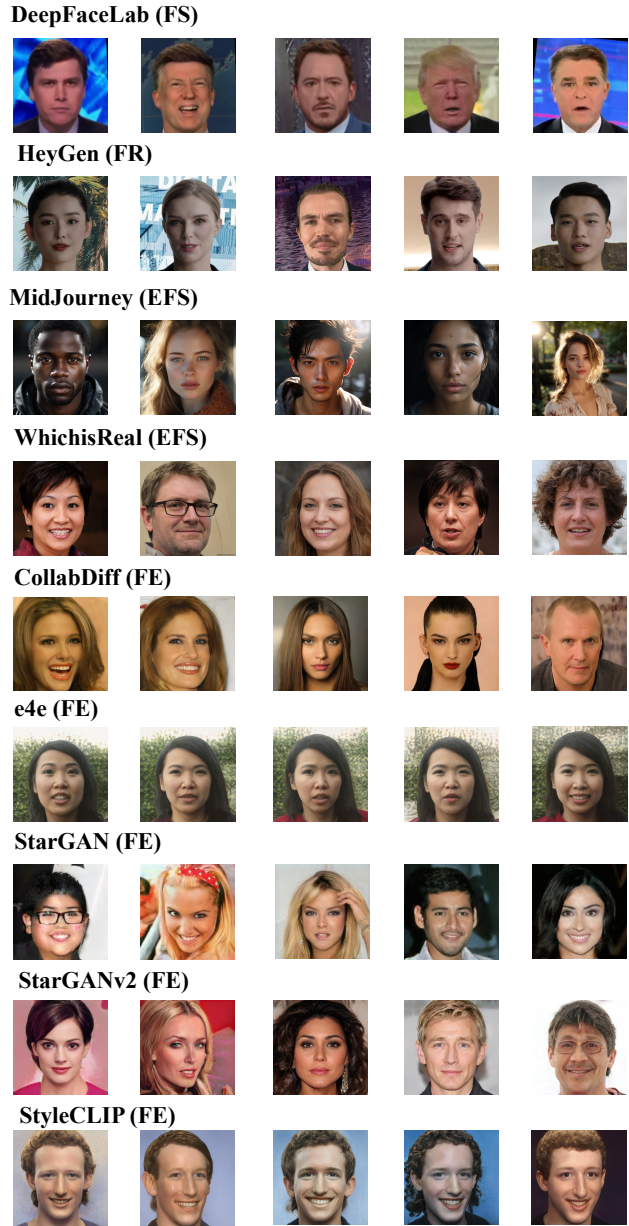 DeepFaceLab (FS)
HeyGen (FR)
MidJourney (EFS)
WhichisReal (EFS)
CollabDiff (FE)
e4e (FE)
StarGAN (FE)
StarGANv2 (FE)
StyleCLIP (FE)